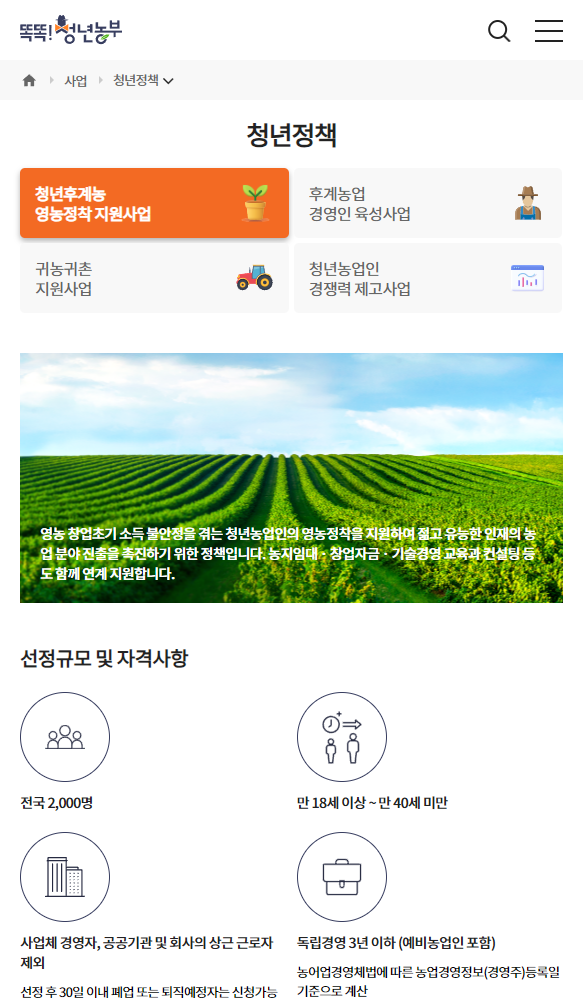 똑똑! 청년농부
사업
청년정책
청년정책
청년후계농
영농정착 지원사업
후계농업
경영인 육성사업
귀농귀촌
지원사업
청년농업인
경쟁력 제고사업
영농 창업초기 소득 불안정을 겪는 청년농업인의 영농정착을 지원하여 젊고 유능한 인재의 농
업 분야 진출을 촉진하기 위한 정책입니다. 농지임대 · 창업자금 · 기술경영 교육과 컨설팅 등
도 함께 연계 지원합니다.
선정규모 및 자격사항
전국 2,000명
만 18세 이상 ~ 만 40세 미만
사업체 경영자, 공공기관 및 회사의 상근 근로자
제외
선정 후 30일 이내 폐업 또는 퇴직예정자는 신청가능
독립경영 3년 이하 (예비농업인 포함)
농어업경영체법에 따른 농업경영정보(경영주)등록일
기준으로 계산